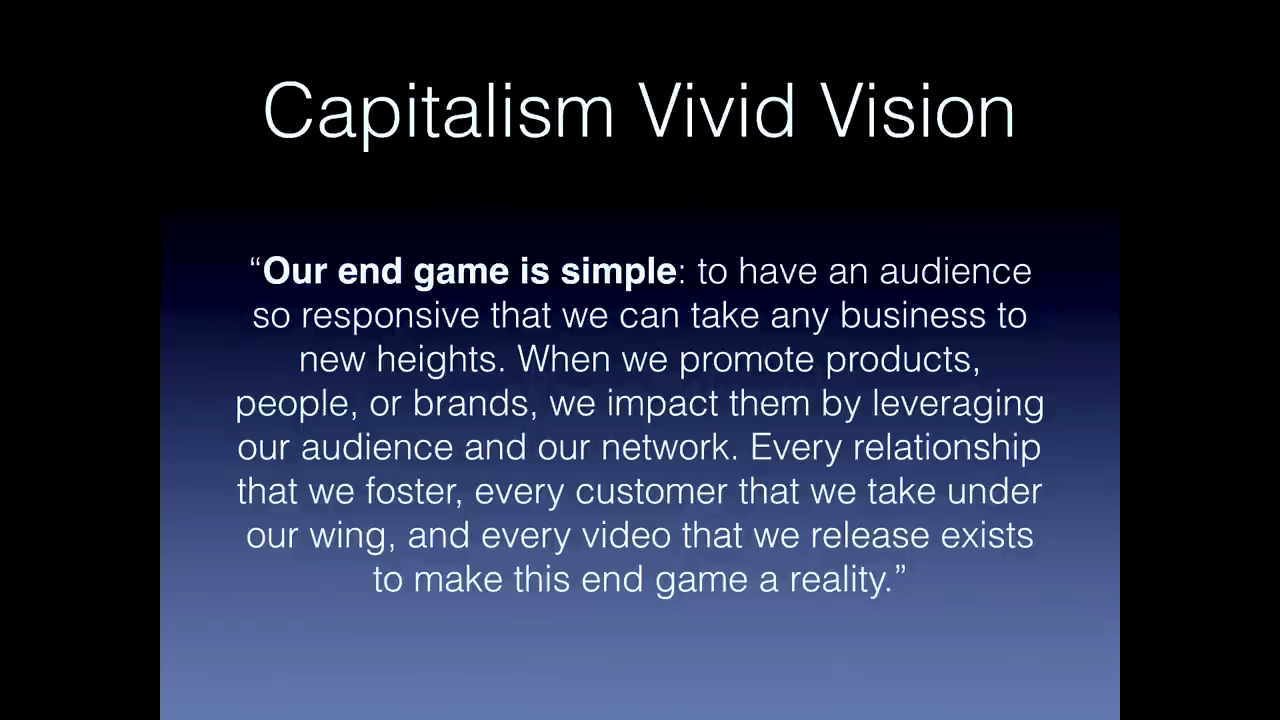 Capitalism Vivid Vision
“Our end game is simple: to have an audience
so responsive that we can take any business to
new heights. When we promote products,
people, or brands, we impact them by leveraging
our audience and our network. Every relationship
that we foster, every customer that we take under
our wing, and every video that we release exists
to make this end game a reality.”